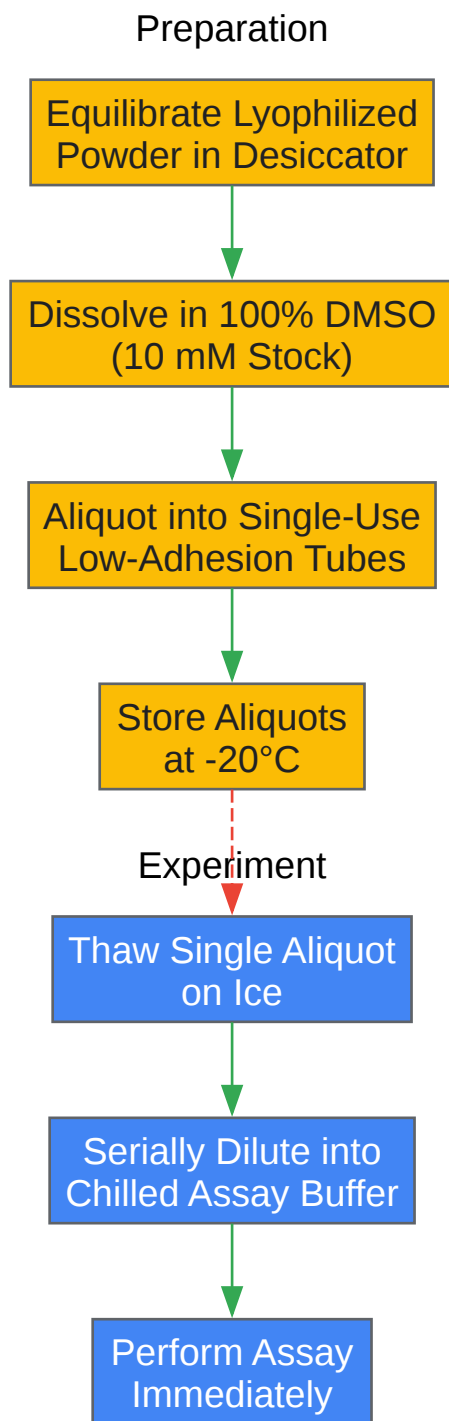 Preparation
Equilibrate Lyophilized
Powder in Desiccator
Dissolve in 100% DMSO
(10 mM Stock)
Aliquot into Single-Use
Low-Adhesion Tubes
Store Aliquots
at -20°C
Experiment
Thaw Single Aliquot
on Ice
Serially Dilute into
Chilled Assay Buffer
Perform Assay
Immediately